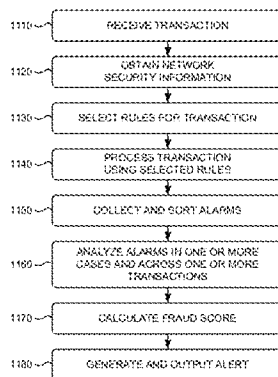 1110
RECEIVE TRANSACTION
1120
OBTAIN NETWORK
SECURITY INFORMATION
1130
SELECT RULES FOR TRANSACTION
1140
PROCESS TRANSACTION
USING SELECTED RULES
1150
COLLECT AND SORT ALARMS
1160
ANALYZE ALARMS IN ONE OR MORE
CASES AND ACROSS ONE OR MORE
TRANSACTIONS
1170
CALCULATE FRAUD SCORE
1180
GENERATE AND OUTPUT ALERT